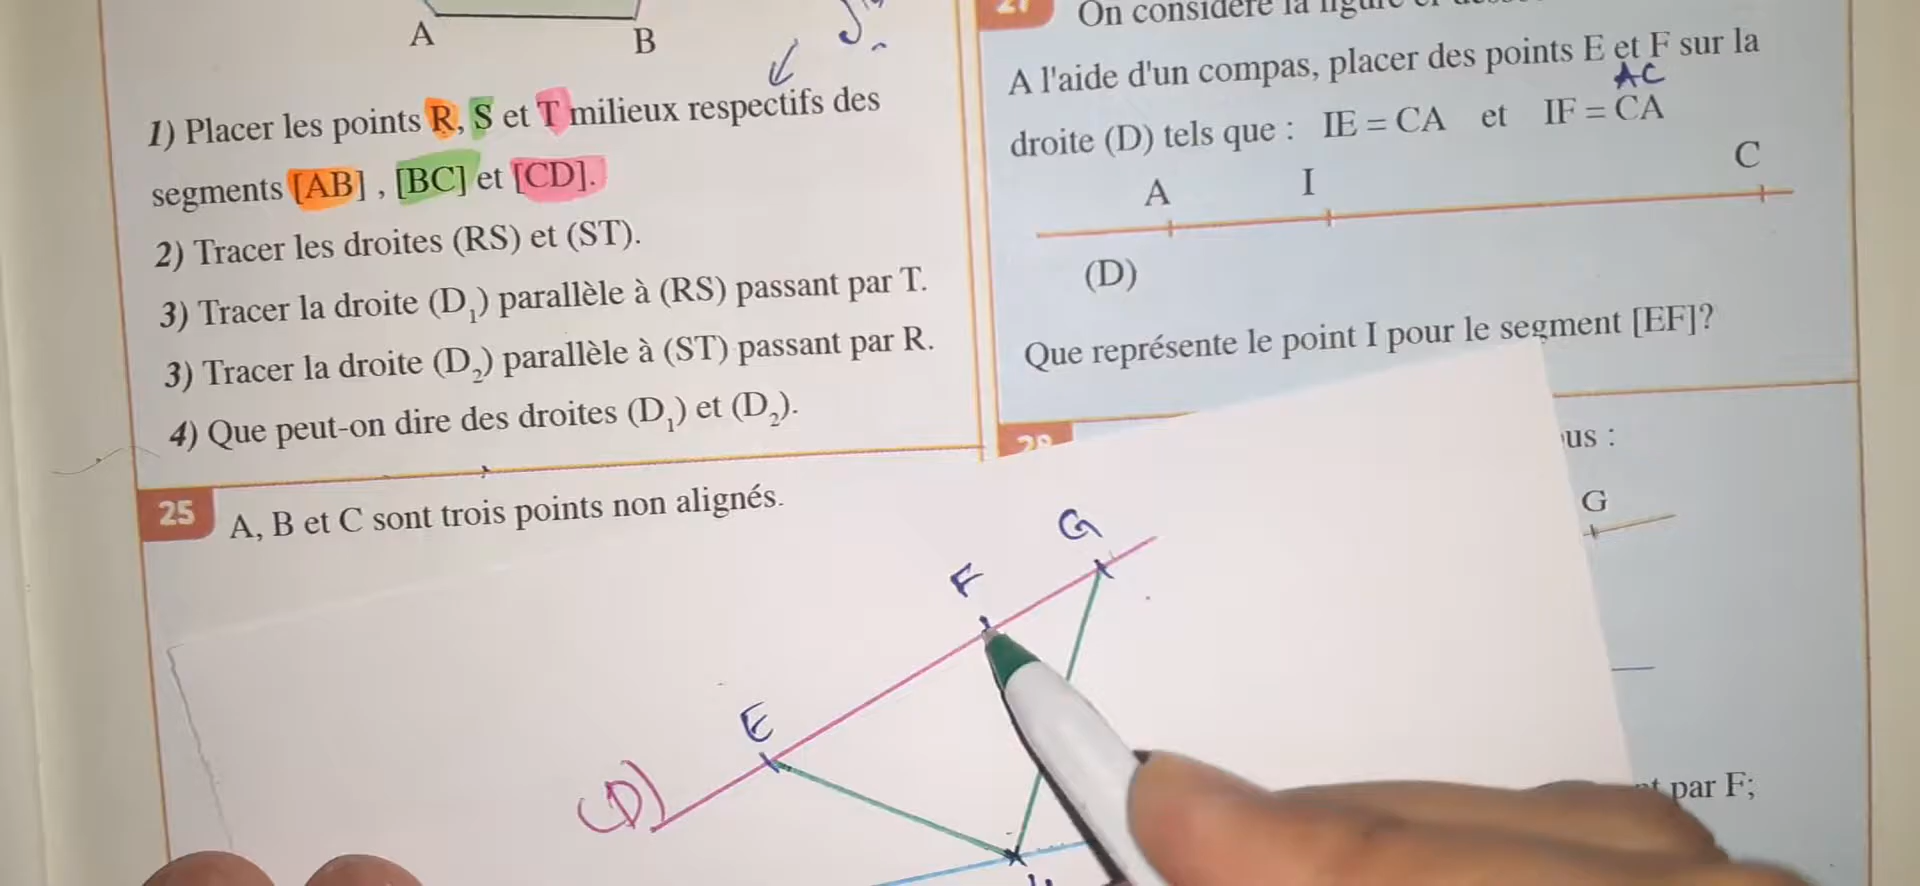 A
B
1) Placer les points R, S et T milieux respectifs des
segments [AB] , [BC] et [CD].
2) Tracer les droites (RS) et (ST).
3) Tracer la droite (D₁) parallèle à (RS) passant par T.
3) Tracer la droite (D₂) parallèle à (ST) passant par R.
4) Que peut-on dire des droites (D₁) et (D₂).
25 A, B et C sont trois points non alignés.
On considère la
A l'aide d'un compas, placer des points E et F sur la
AC
droite (D) tels que : IE = CA et IF = CA
A I C
(D)
Que représente le point I pour le segment [EF]?
G
par F;
G
F
E
(D)